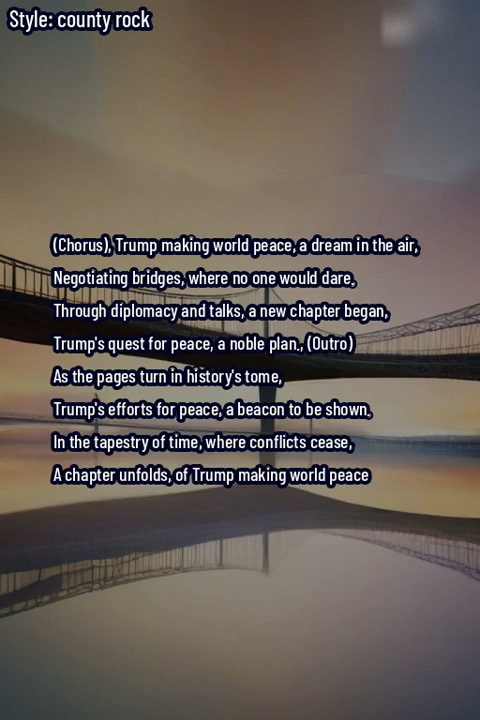 Style: county rock
(Chorus), Trump making world peace, a dream in the air,
Negotiating bridges, where no one would dare.
Through diplomacy and talks, a new chapter began,
Trump's quest for peace, a noble plan., (Outro)
As the pages turn in history's tome,
Trump's efforts for peace, a beacon to be shown.
In the tapestry of time, where conflicts cease,
A chapter unfolds, of Trump making world peace